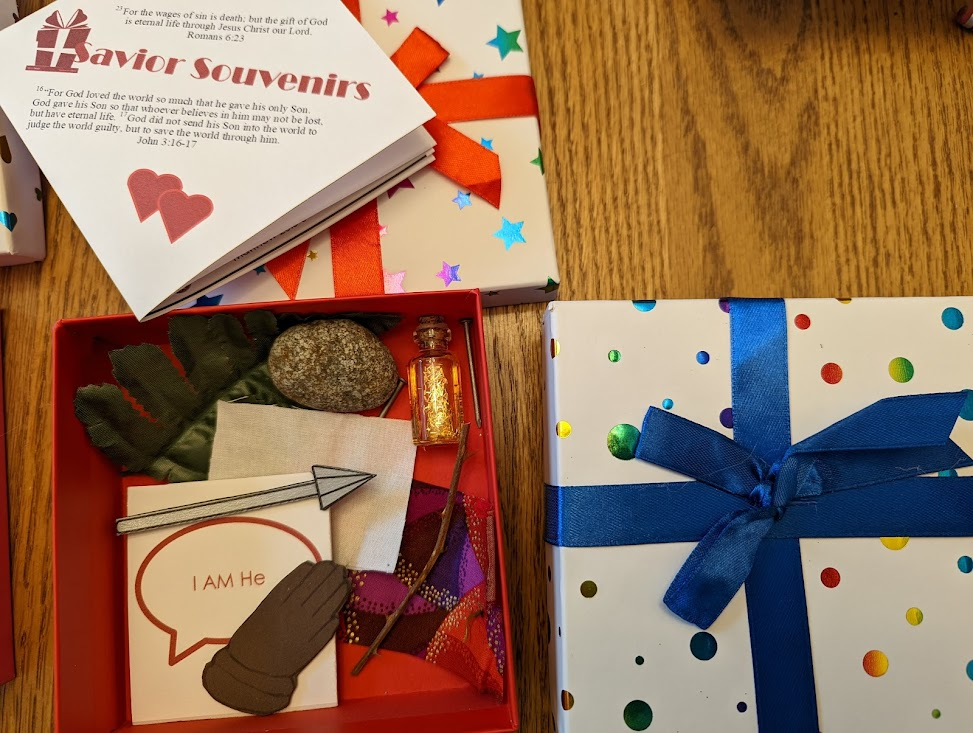 23For the wages of sin is death; but the gift of God
is eternal life through Jesus Christ our Lord.
Romans 6:23
Savior Souvenirs
16“For God loved the world so much that he gave his only Son.
God gave his Son so that whoever believes in him may not be lost,
but have eternal life. 17God did not send his Son into the world to
judge the world guilty, but to save the world through him.
John 3:16-17
I AM He